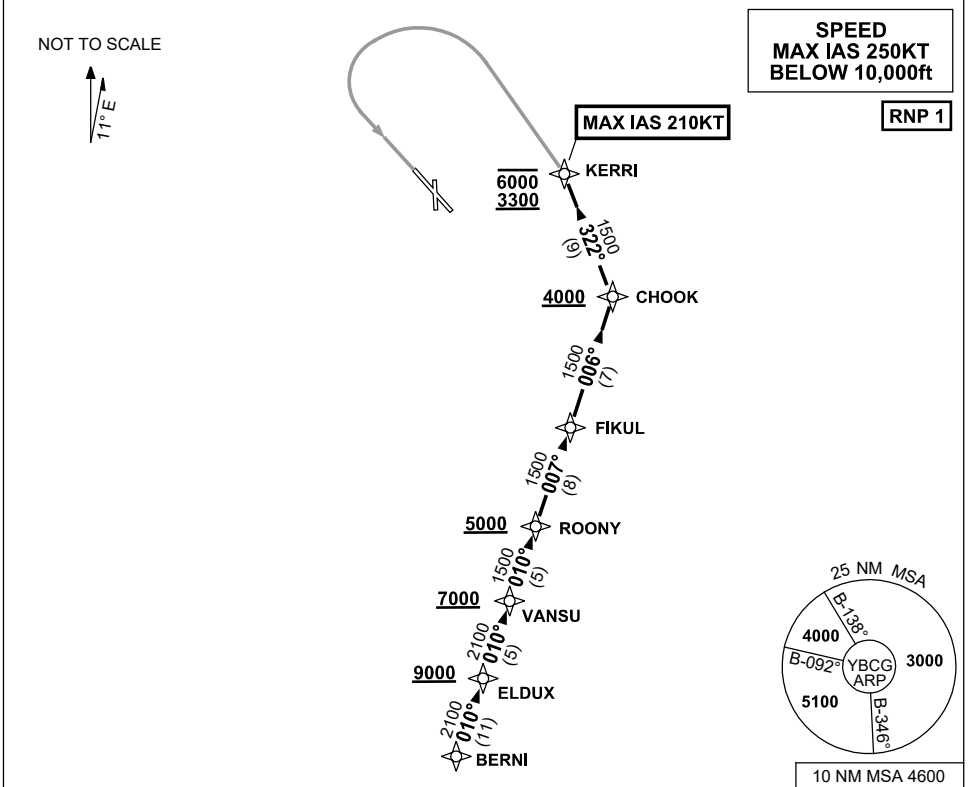 NOT TO SCALE
11° E
SPEED
MAX IAS 250KT
BELOW 10,000ft
RNP 1
MAX IAS 210KT
KERRI
6000
3300
1500
322°
(9)
4000
CHOOK
1500
006°
(7)
FIKUL
1500
007°
(8)
5000
ROONY
1500
010°
(5)
7000
VANSU
2100
010°
(5)
9000
ELDUX
2100
010°
(11)
BERNI
25 NM MSA
B-138°
4000
B-092°
YBCG
ARP
3000
5100
B-346°
10 NM MSA 4600